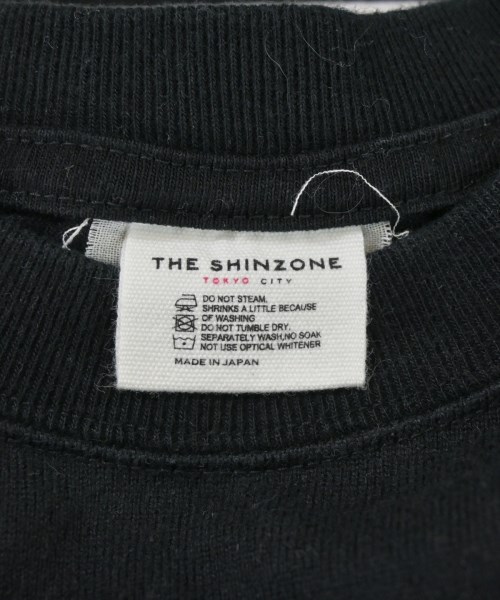 THE SHINZONE
TOKYO CITY
DO NOT STEAM.
SHRINKS A LITTLE BECAUSE
OF WASHING
DO NOT TUMBLE DRY.
SEPARATELY WASH,NO SOAK
NOT USE OPTICAL WHITENER
MADE IN JAPAN